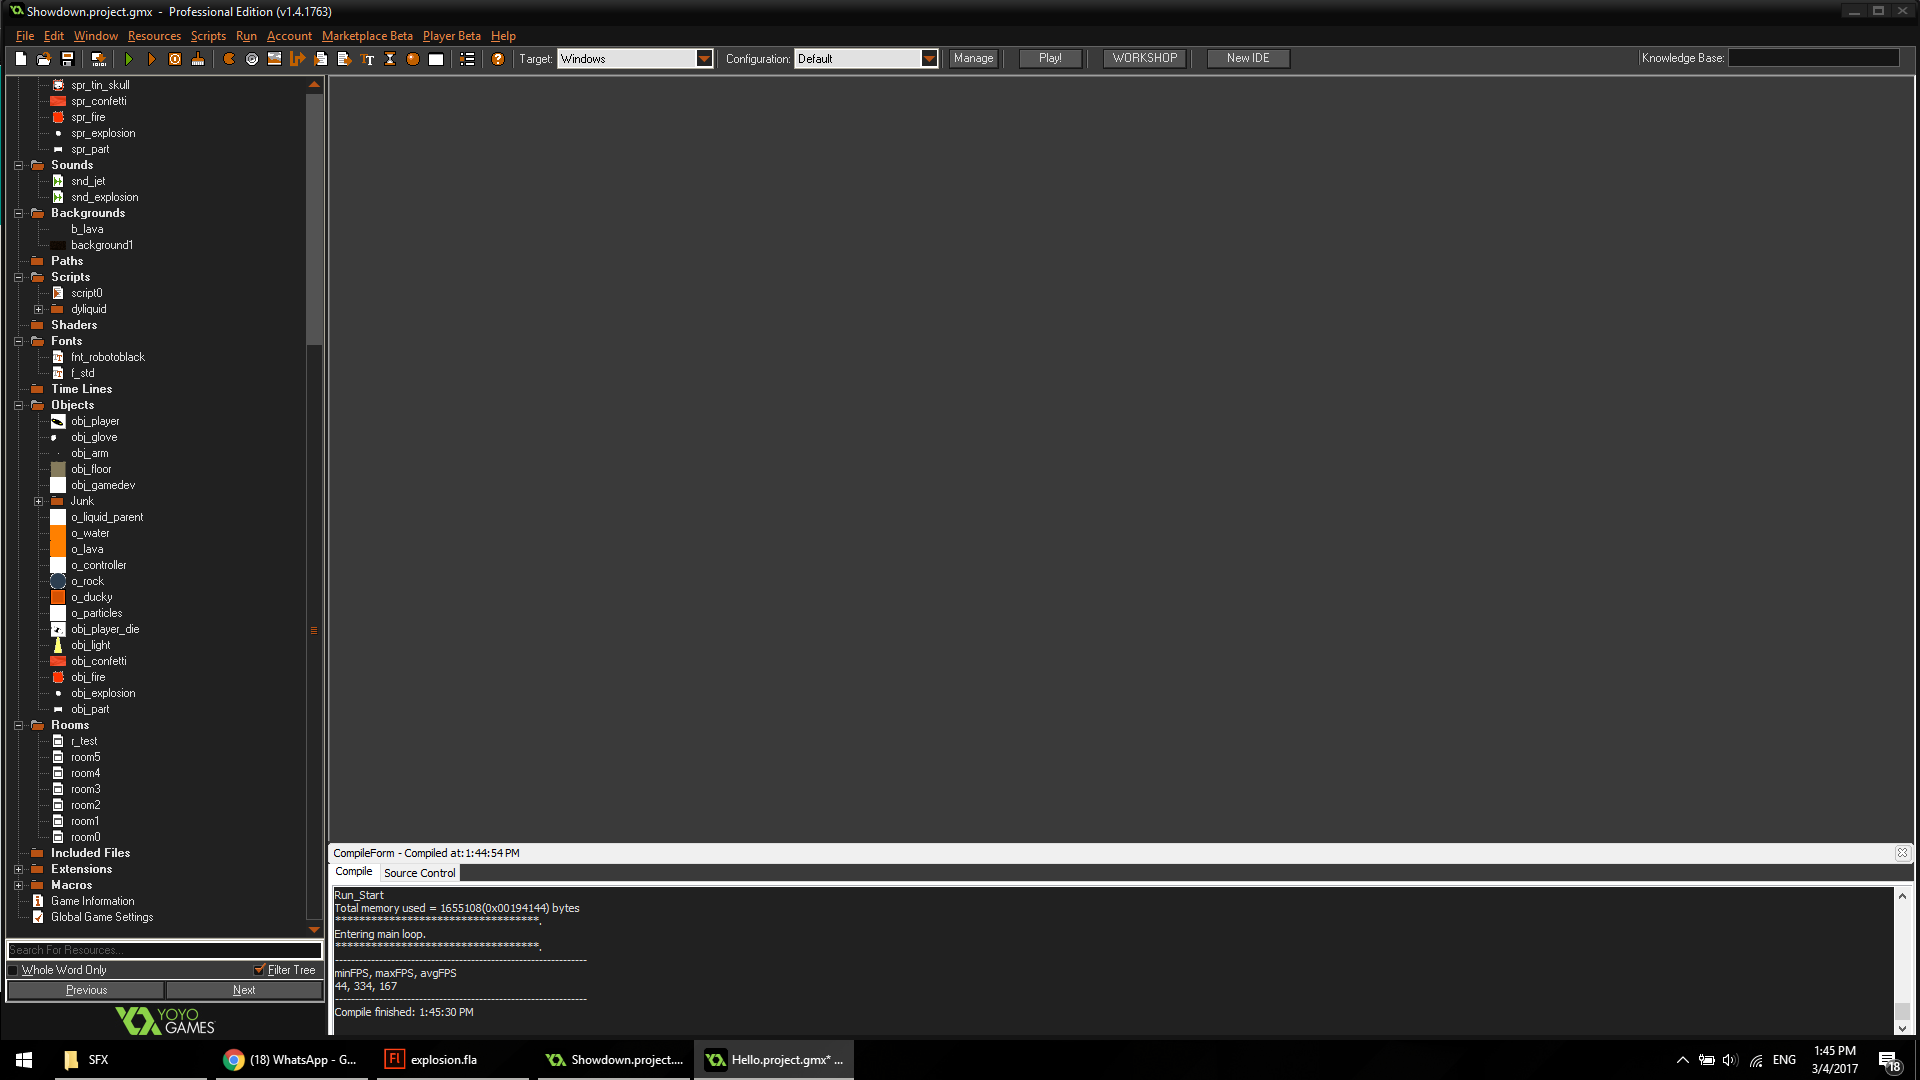 Showdown.project.gmx - Professional Edition (v1.4.1763)
File Edit Window Resources Scripts Run Account Marketplace Beta Player Beta Help
Target: Windows Configuration: Default Manage Play! WORKSHOP New IDE Knowledge Base:
spr_tin_skull
spr_confetti
spr_fire
spr_explosion
spr_part
Sounds
snd_jet
snd_explosion
Backgrounds
b_lava
background1
Paths
Scripts
script0
dyliquid
Shaders
Fonts
fnt_robotoblack
f_std
Time Lines
Objects
obj_player
obj_glove
obj_arm
obj_floor
obj_gamedev
Junk
o_liquid_parent
o_water
o_lava
o_controller
o_rock
o_ducky
o_particles
obj_player_die
obj_light
obj_confetti
obj_fire
obj_explosion
obj_part
Rooms
r_test
room5
room4
room3
room2
room1
room0
Included Files
Extensions
Macros
Game Information
Global Game Settings
Search For Resources...
Whole Word Only Filter Tree
Previous Next
YOYO
GAMES
CompileForm - Compiled at:1:44:54 PM
Compile Source Control
Run_Start
Total memory used = 1655108(0x00194144) bytes
**********************************.
Entering main loop.
**********************************.
---------------------------------------------------------------
minFPS, maxFPS, avgFPS
44, 334, 167
---------------------------------------------------------------
Compile finished: 1:45:30 PM
SFX
(18) WhatsApp - G...
Fl explosion.fla
Showdown.project....
Hello.project.gmx* ...
ENG
1:45 PM
3/4/2017
18